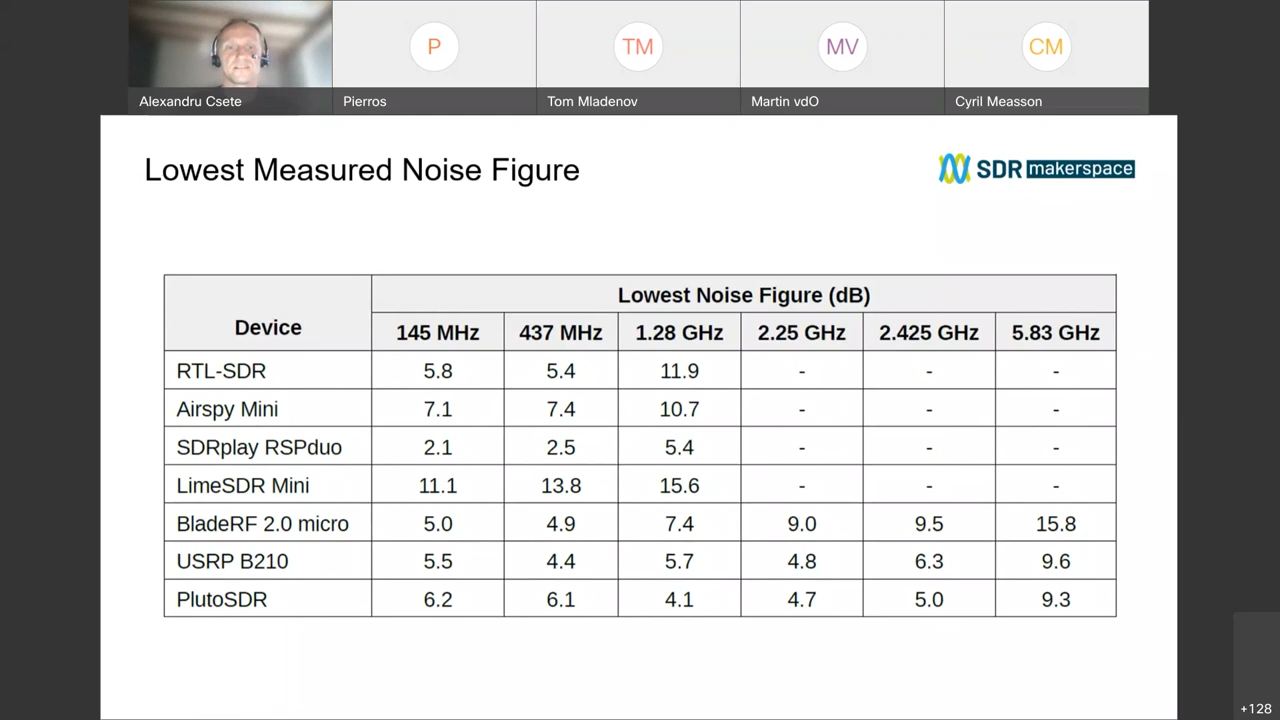 P
TM
MV
CM
Alexandru Csete
Pierros
Tom Mladenov
Martin vdO
Cyril Measson
Lowest Measured Noise Figure
SDR makerspace
Device
Lowest Noise Figure (dB)
145 MHz 437 MHz 1.28 GHz 2.25 GHz 2.425 GHz 5.83 GHz
RTL-SDR 5.8 5.4 11.9 - - -
Airspy Mini 7.1 7.4 10.7 - - -
SDRplay RSPduo 2.1 2.5 5.4 - - -
LimeSDR Mini 11.1 13.8 15.6 - - -
BladeRF 2.0 micro 5.0 4.9 7.4 9.0 9.5 15.8
USRP B210 5.5 4.4 5.7 4.8 6.3 9.6
PlutoSDR 6.2 6.1 4.1 4.7 5.0 9.3
+128